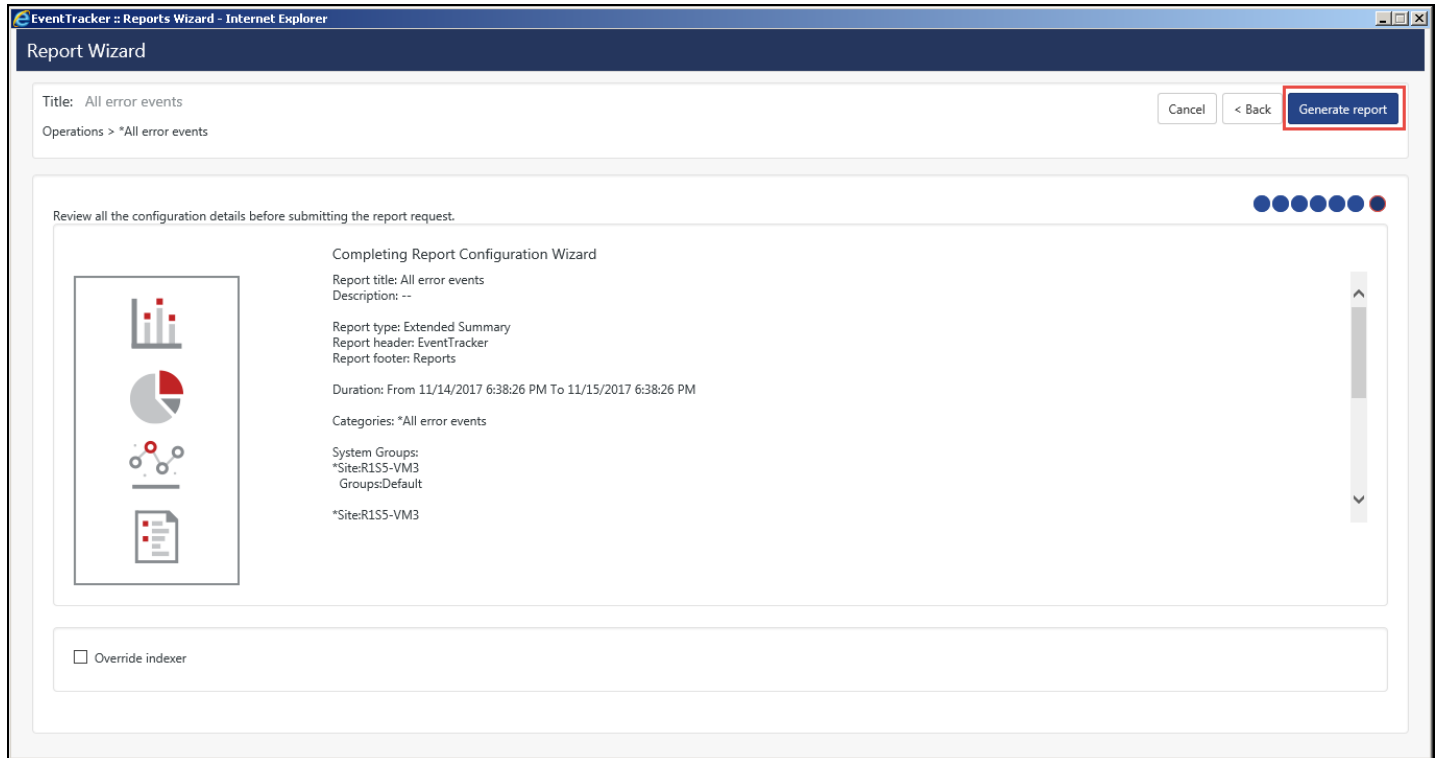 EventTracker :: Reports Wizard - Internet Explorer
Report Wizard
Title: All error events
Cancel
< Back
Generate report
Operations > *All error events
Review all the configuration details before submitting the report request.
Completing Report Configuration Wizard
Report title: All error events
Description: --
Report type: Extended Summary
Report header: EventTracker
Report footer: Reports
Duration: From 11/14/2017 6:38:26 PM To 11/15/2017 6:38:26 PM
Categories: *All error events
System Groups:
*Site:R1S5-VM3
Groups:Default
*Site:R1S5-VM3
Override indexer